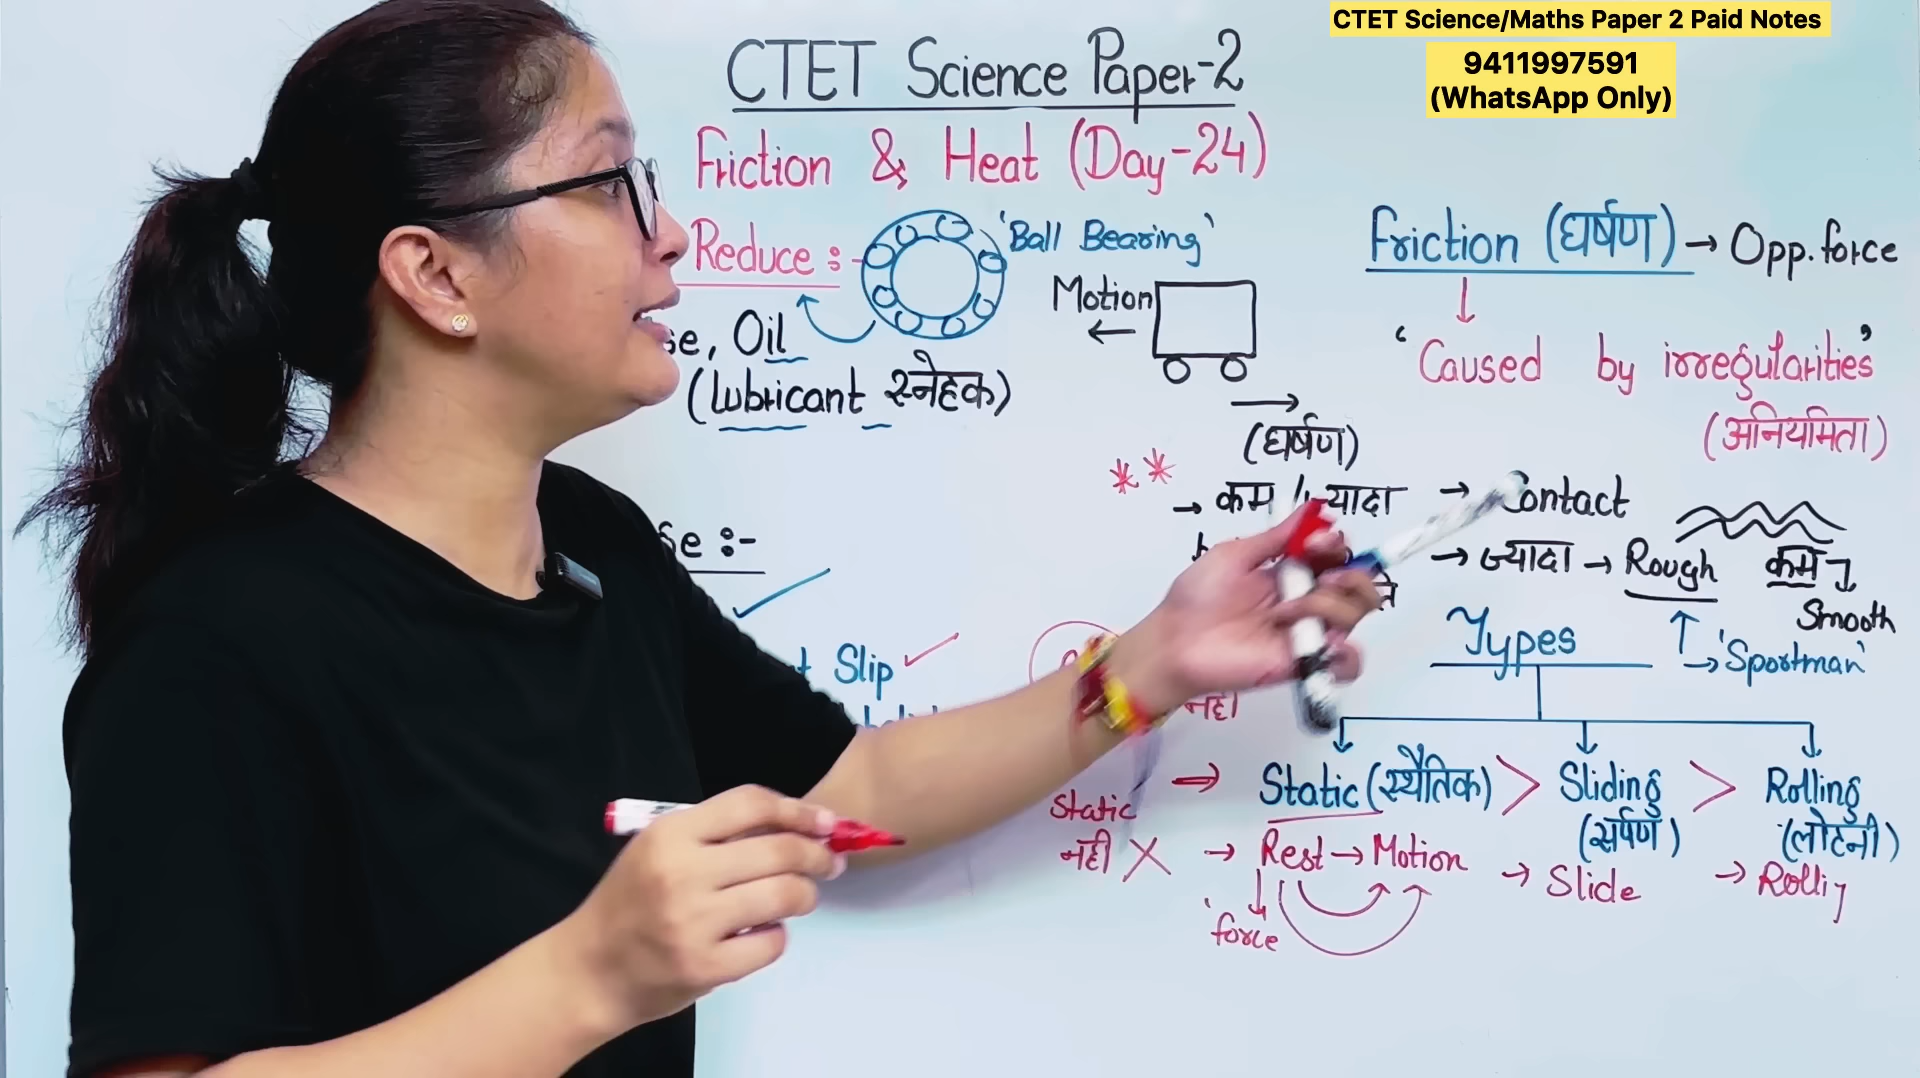 CTET Science/Maths Paper 2 Paid Notes
9411997591
(WhatsApp Only)
CTET Science Paper-2
Friction & Heat (Day-24)
Reduce :-
'Ball Bearing'
Oil
(lubricant स्नेहक)
Motion
(घर्षण)
Friction (घर्षण) → Opp. force
'Caused by irregularities'
(अनियमिता)
** → कम / ज्यादा → Contact
→ ज्यादा → Rough कम
Smooth
'Sportman'
:-
Slip
नही
Types
→ Static (स्थैतिक) > Sliding > Rolling
(सर्पण) (लोटनी)
Static
नही X → Rest → Motion → Slide → Rollig
'force